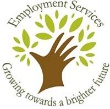 Employment Services
Growing towards a brighter future